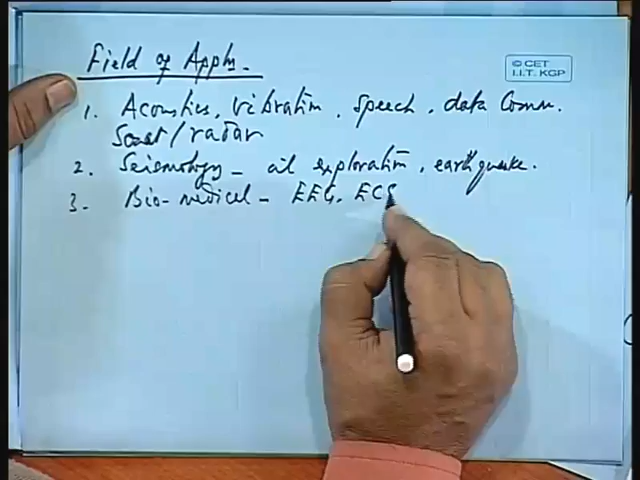 Field of Appln.
© CET
I.I.T. KGP
1. Acoustics, vibration, speech, data Comm.
Sonar/radar
2. Seismology - oil exploration, earthquake.
3. Bio-medical - EEG, ECG